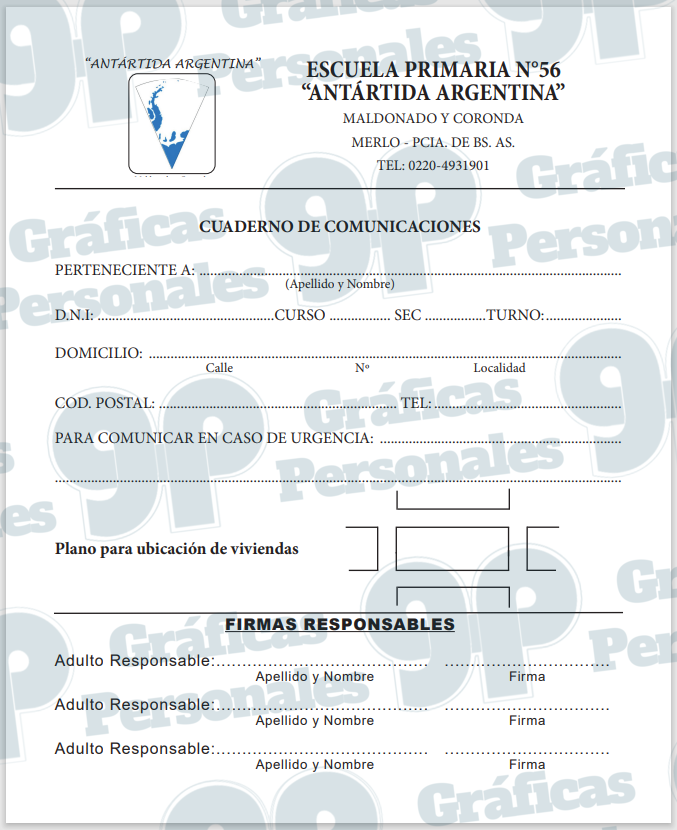 “ANTÁRTIDA ARGENTINA”
ESCUELA PRIMARIA Nº56
“ANTÁRTIDA ARGENTINA”
MALDONADO Y CORONDA
MERLO - PCIA. DE BS. AS.
TEL: 0220-4931901
CUADERNO DE COMUNICACIONES
PERTENECIENTE A: ........................................
(Apellido y Nombre)
D.N.I: ........................................CURSO ................ SEC ................TURNO:....................
DOMICILIO: ........................................
Calle Nº Localidad
COD. POSTAL: ........................................ TEL: ........................................
PARA COMUNICAR EN CASO DE URGENCIA: ........................................
........................................
Plano para ubicación de viviendas
FIRMAS RESPONSABLES
Adulto Responsable:................................. .........................
Apellido y Nombre Firma
Adulto Responsable:................................. .........................
Apellido y Nombre Firma
Adulto Responsable:................................. .........................
Apellido y Nombre Firma
gp Gráficas Personales